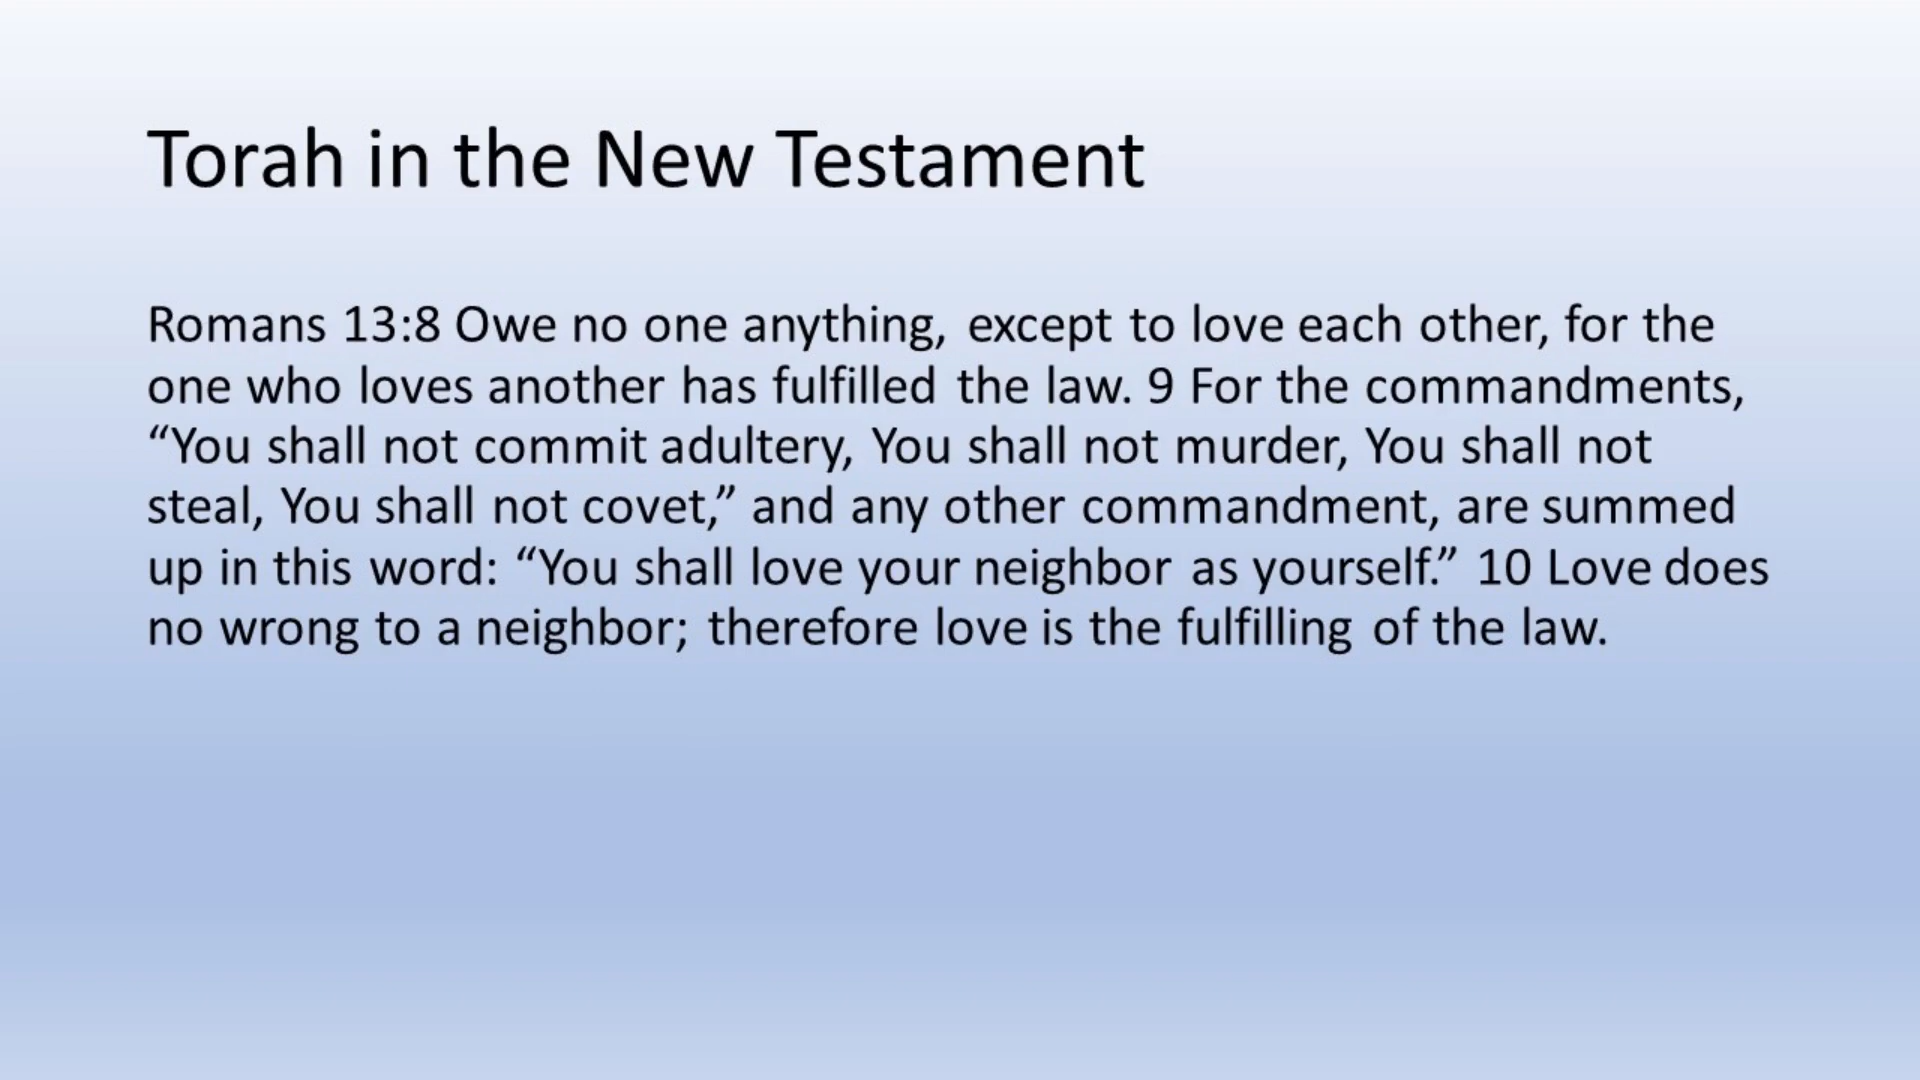 Torah in the New Testament
Romans 13:8 Owe no one anything, except to love each other, for the
one who loves another has fulfilled the law. 9 For the commandments,
“You shall not commit adultery, You shall not murder, You shall not
steal, You shall not covet,” and any other commandment, are summed
up in this word: “You shall love your neighbor as yourself.” 10 Love does
no wrong to a neighbor; therefore love is the fulfilling of the law.